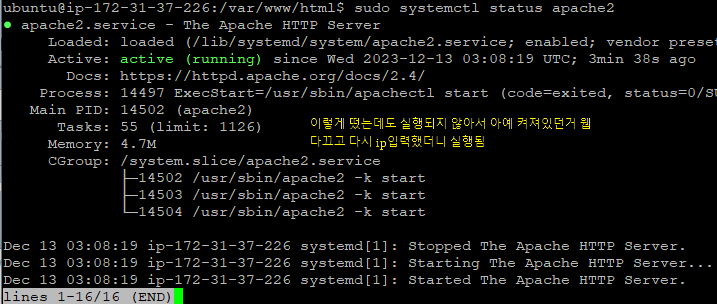 ubuntu@ip-172-31-37-226:/var/www/html$ sudo systemctl status apache2
● apache2.service - The Apache HTTP Server
Loaded: loaded (/lib/systemd/system/apache2.service; enabled; vendor preset
Active: active (running) since Wed 2023-12-13 03:08:19 UTC; 3min 38s ago
Docs: https://httpd.apache.org/docs/2.4/
Process: 14497 ExecStart=/usr/sbin/apachectl start (code=exited, status=0/SU
Main PID: 14502 (apache2)
Tasks: 55 (limit: 1126)
이렇게 떴는데도 실행되지 않아서 아예 켜져있던거 웹
Memory: 4.7M
다끄고 다시 ip입력했더니 실행됨
CGroup: /system.slice/apache2.service
├─14502 /usr/sbin/apache2 -k start
├─14503 /usr/sbin/apache2 -k start
└─14504 /usr/sbin/apache2 -k start
Dec 13 03:08:19 ip-172-31-37-226 systemd[1]: Stopped The Apache HTTP Server.
Dec 13 03:08:19 ip-172-31-37-226 systemd[1]: Starting The Apache HTTP Server...
Dec 13 03:08:19 ip-172-31-37-226 systemd[1]: Started The Apache HTTP Server.
lines 1-16/16 (END)